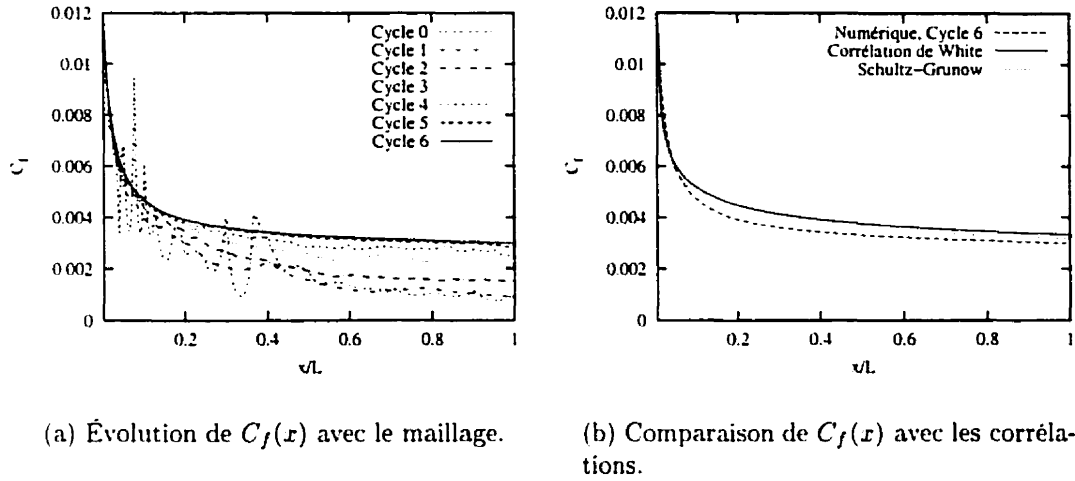 0.012
0.01
0.008
0.006
0.004
0.002
0
0.2
0.4
0.6
0.8
1
C_f
x/L
Cycle 0
Cycle 1
Cycle 2
Cycle 3
Cycle 4
Cycle 5
Cycle 6
(a) Évolution de C_f(x) avec le maillage.
0.012
0.01
0.008
0.006
0.004
0.002
0
0.2
0.4
0.6
0.8
1
C_f
x/L
Numérique, Cycle 6
Corrélation de White
Schultz-Grunow
(b) Comparaison de C_f(x) avec les corréla-
tions.